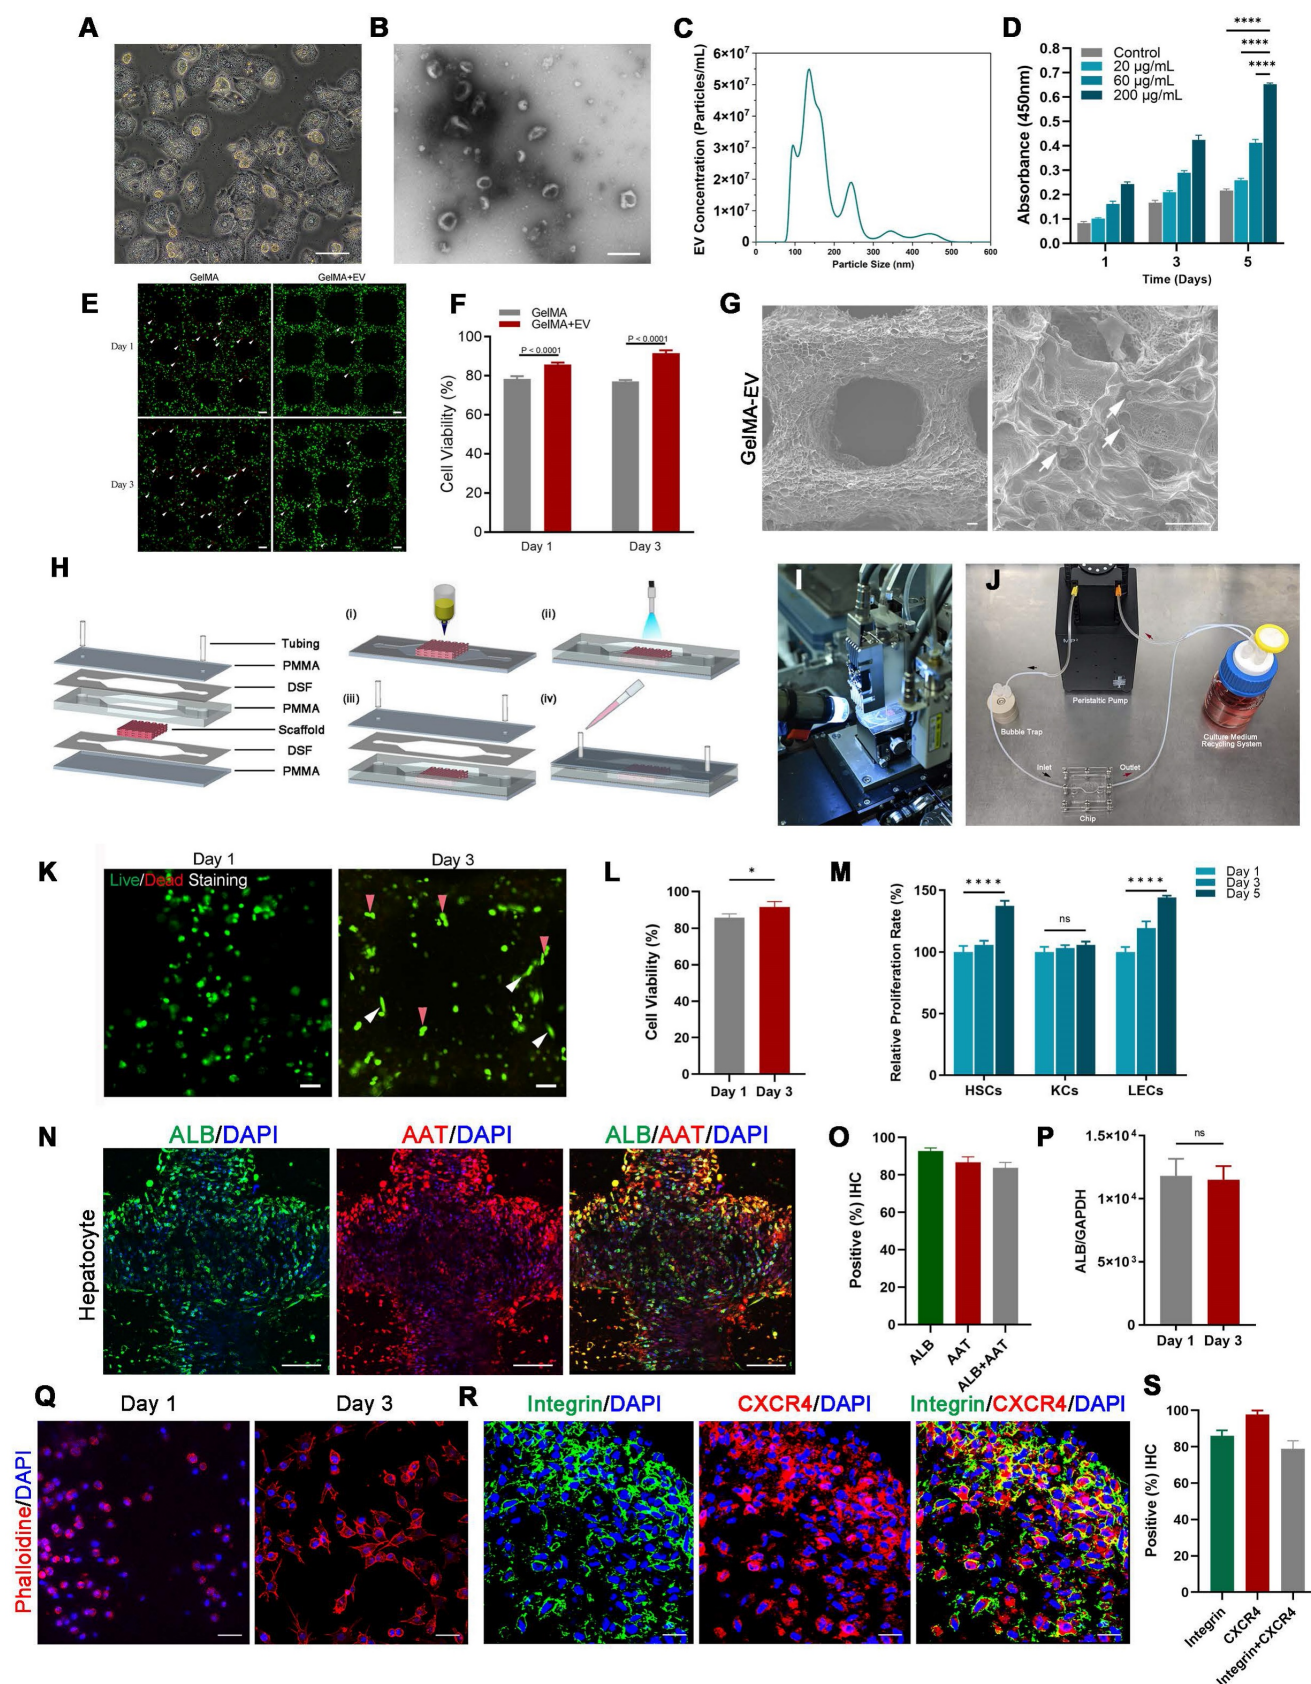 A
B
C
EV Concentration (Particles/mL)
6×10⁷
5×10⁷
4×10⁷
3×10⁷
2×10⁷
1×10⁷
0
0 100 200 300 400 500 600
Particle Size (nm)
D
Absorbance (450nm)
0.8
0.7
0.6
0.5
0.4
0.3
0.2
0.1
0.0
Control
20 µg/mL
60 µg/mL
200 µg/mL
****
****
****
1 3 5
Time (Days)
E
GelMA GelMA+EV
Day 1
Day 3
F
GelMA
GelMA+EV
Cell Viability (%)
100
80
60
40
20
0
P < 0.0001
P < 0.0001
Day 1 Day 3
G
GelMA-EV
H
Tubing
PMMA
DSF
PMMA
Scaffold
DSF
PMMA
(i)
(ii)
(iii)
(iv)
I
J
Peristaltic Pump
Bubble Trap
Culture Medium
Recycling System
Inlet
Outlet
Chip
K
Day 1 Day 3
Live/Dead Staining
L
Cell Viability (%)
100
80
60
40
20
0
*
Day 1 Day 3
M
Relative Proliferation Rate (%)
150
100
50
0
**** ns ****
Day 1
Day 3
Day 5
HSCs KCs LECs
N
Hepatocyte
ALB/DAPI AAT/DAPI ALB/AAT/DAPI
O
Positive (%) IHC
100
80
60
40
20
0
ALB AAT ALB+AAT
P
ALB/GAPDH
1.5×10⁴
1×10⁴
5×10³
0
ns
Day 1 Day 3
Q
Phalloidine/DAPI
Day 1 Day 3
R
Integrin/DAPI CXCR4/DAPI Integrin/CXCR4/DAPI
S
Positive (%) IHC
100
80
60
40
20
0
Integrin CXCR4 Integrin+CXCR4